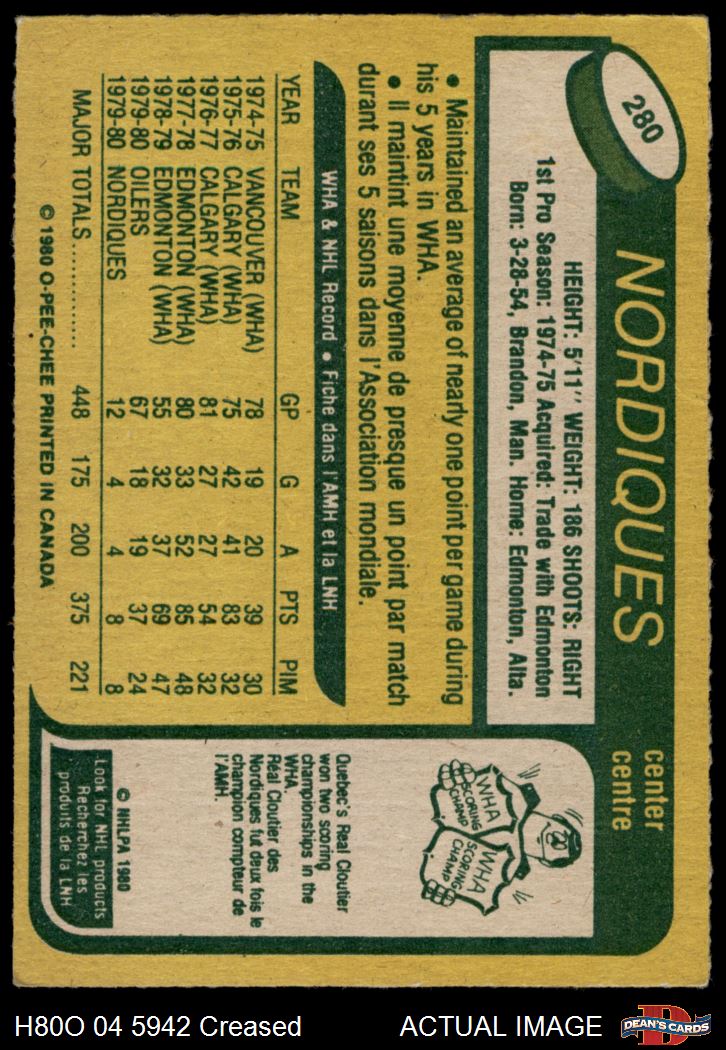 280
NORDIQUES
center
centre
HEIGHT: 5'11" WEIGHT: 186 SHOOTS: RIGHT
1st Pro Season: 1974-75 Acquired: Trade with Edmonton
Born: 3-28-54, Brandon, Man. Home: Edmonton, Alta.
• Maintained an average of nearly one point per game during
his 5 years in WHA.
• Il maintint une moyenne de presque un point par match
durant ses 5 saisons dans l'Association mondiale.
WHA & NHL Record • Fiche dans l'AMH et la LNH
YEAR TEAM GP G A PTS PIM
1974-75 VANCOUVER (WHA) 78 19 20 39 30
1975-76 CALGARY (WHA) 75 42 41 83 32
1976-77 CALGARY (WHA) 81 27 27 54 32
1977-78 EDMONTON (WHA) 80 33 52 85 48
1978-79 EDMONTON (WHA) 55 32 37 69 47
1979-80 OILERS 67 18 19 37 24
1979-80 NORDIQUES 12 4 4 8 8
MAJOR TOTALS.............. 448 175 200 375 221
© 1980 O-PEE-CHEE PRINTED IN CANADA
WHA
SCORING
CHAMP
WHA
SCORING
CHAMP
Quebec's Real Cloutier
won two scoring
championships in the
WHA.
Réal Cloutier des
Nordiques fut deux fois le
champion compteur de
l'AMH.
© NHLPA 1980
Look for NHL products
Recherchez les
produits de la LNH
H80O 04 5942 Creased
ACTUAL IMAGE
D
DEAN'S CARDS